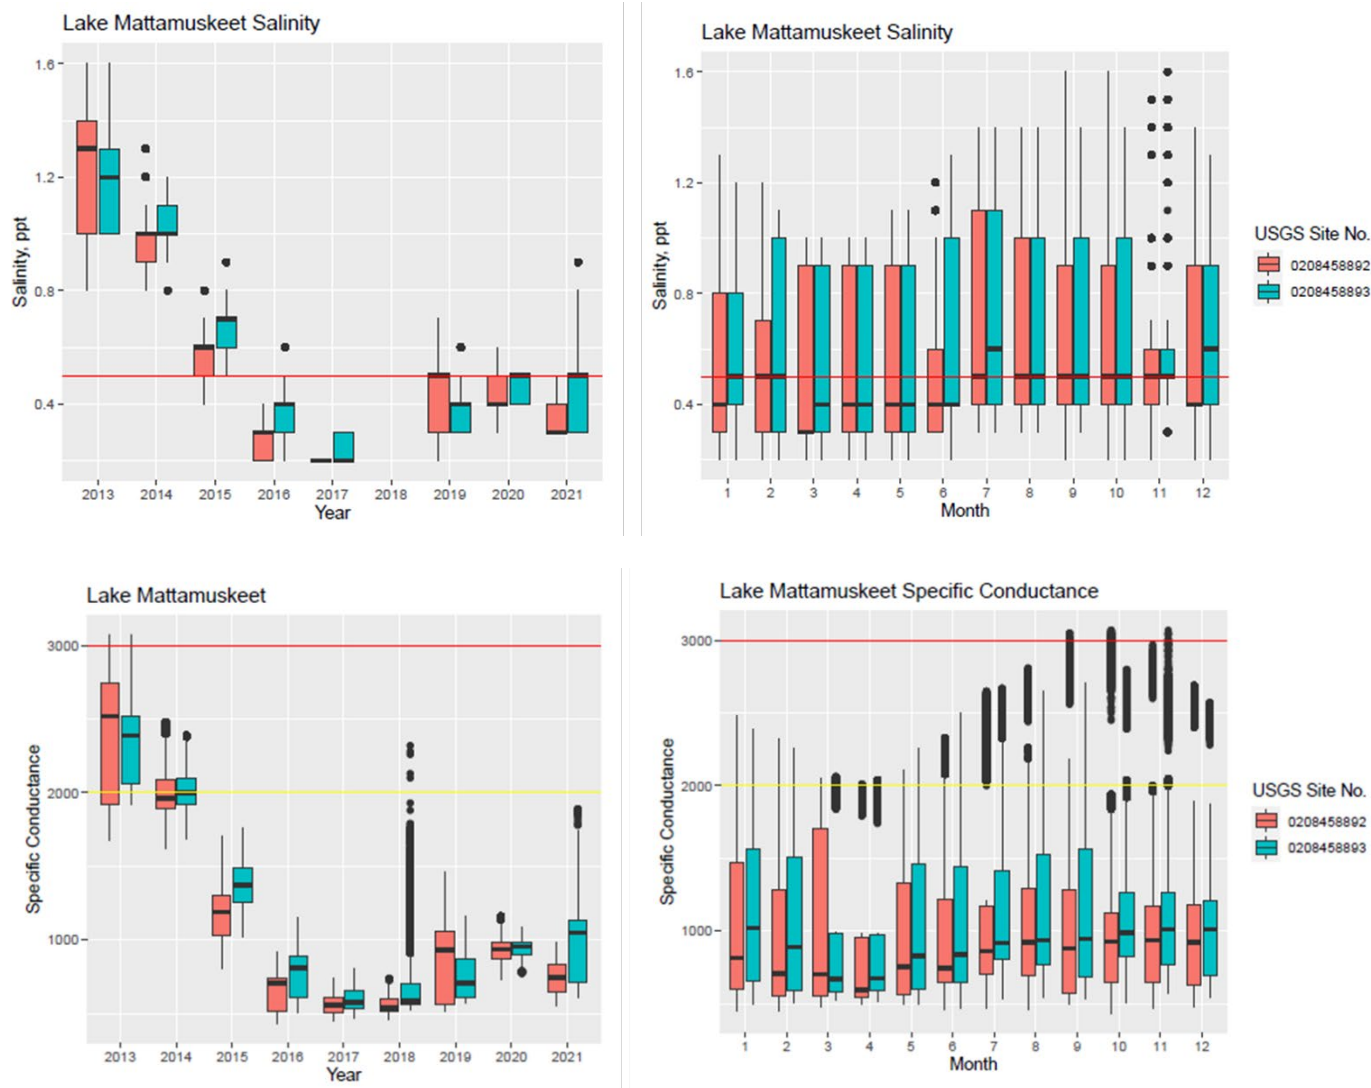 Lake Mattamuskeet Salinity
1.6
1.2
0.8
0.4
Salinity, ppt
2013 2014 2015 2016 2017 2018 2019 2020 2021
Year
Lake Mattamuskeet Salinity
1.6
1.2
0.8
0.4
Salinity, ppt
1 2 3 4 5 6 7 8 9 10 11 12
Month
USGS Site No.
0208458892
0208458893
Lake Mattamuskeet
3000
2000
1000
Specific Conductance
2013 2014 2015 2016 2017 2018 2019 2020 2021
Year
Lake Mattamuskeet Specific Conductance
3000
2000
1000
Specific Conductance
1 2 3 4 5 6 7 8 9 10 11 12
Month
USGS Site No.
0208458892
0208458893